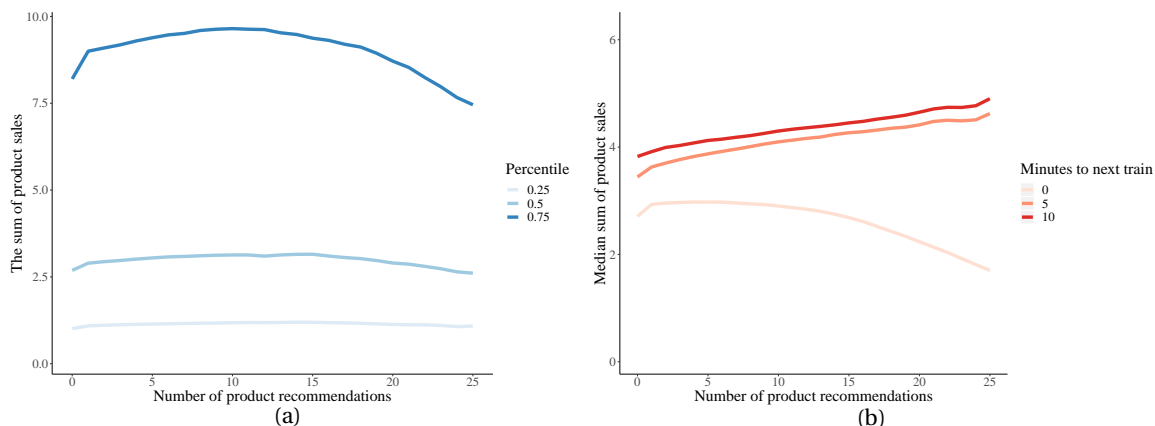 The sum of product sales
10.0
7.5
5.0
2.5
0.0
0 5 10 15 20 25
Number of product recommendations
Percentile
0.25
0.5
0.75
(a)
Median sum of product sales
6
4
2
0
0 5 10 15 20 25
Number of product recommendations
Minutes to next train
0
5
10
(b)